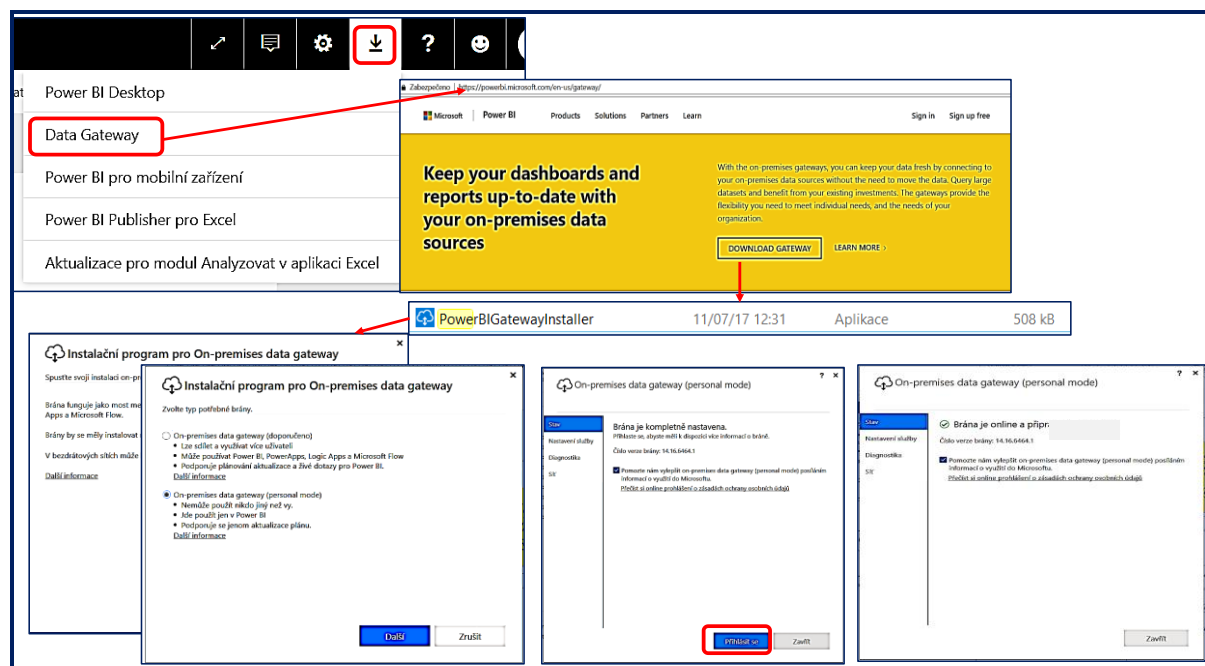 ?
at
Power BI Desktop
Data Gateway
Power BI pro mobilní zařízení
Power BI Publisher pro Excel
Aktualizace pro modul Analyzovat v aplikaci Excel
Zabezpečeno | https://powerbi.microsoft.com/en-us/gateway/
Microsoft | Power BI Products Solutions Partners Learn Sign in Sign up free
Keep your dashboards and
reports up-to-date with
your on-premises data
sources
With the on-premises gateways, you can keep your data fresh by connecting to
your on-premises data sources without the need to move the data. Query large
datasets and benefit from your existing investments. The gateways provide the
flexibility you need to meet individual needs, and the needs of your
organization.
DOWNLOAD GATEWAY LEARN MORE >
PowerBIGatewayInstaller 11/07/17 12:31 Aplikace 508 kB
Instalační program pro On-premises data gateway
Spusťte svoji instalaci on-pr
Brána funguje jako most me
Apps a Microsoft Flow.
Brány by se měly instalovat
V bezdrátových sítích může
Další informace
Instalační program pro On-premises data gateway
Zvolte typ potřebné brány.
On-premises data gateway (doporučeno)
• Lze sdílet a využívat více uživateli
• Může používat Power BI, PowerApps, Logic Apps a Microsoft Flow
• Podporuje plánování aktualizace a živé dotazy pro Power BI.
Další informace
On-premises data gateway (personal mode)
• Nemůže použít nikdo jiný než vy.
• Jde použít jen v Power BI
• Podporuje se jenom aktualizace plánu.
Další informace
Další Zrušit
? ×
On-premises data gateway (personal mode)
Stav
Nastavení služby
Diagnostika
Síť
Brána je kompletně nastavena.
Přihlaste se, abyste měli k dispozici více informací o bráně.
Číslo verze brány: 14.16.6464.1
Pomozte nám vylepšit on-premises data gateway (personal mode) posíláním
informací o využití do Microsoftu.
Přečíst si online prohlášení o zásadách ochrany osobních údajů
Přihlásit se Zavřít
? ×
On-premises data gateway (personal mode)
Stav
Nastavení služby
Diagnostika
Síť
Brána je online a připr
Číslo verze brány: 14.16.6464.1
Pomozte nám vylepšit on-premises data gateway (personal mode) posíláním
informací o využití do Microsoftu.
Přečíst si online prohlášení o zásadách ochrany osobních údajů
Zavřít